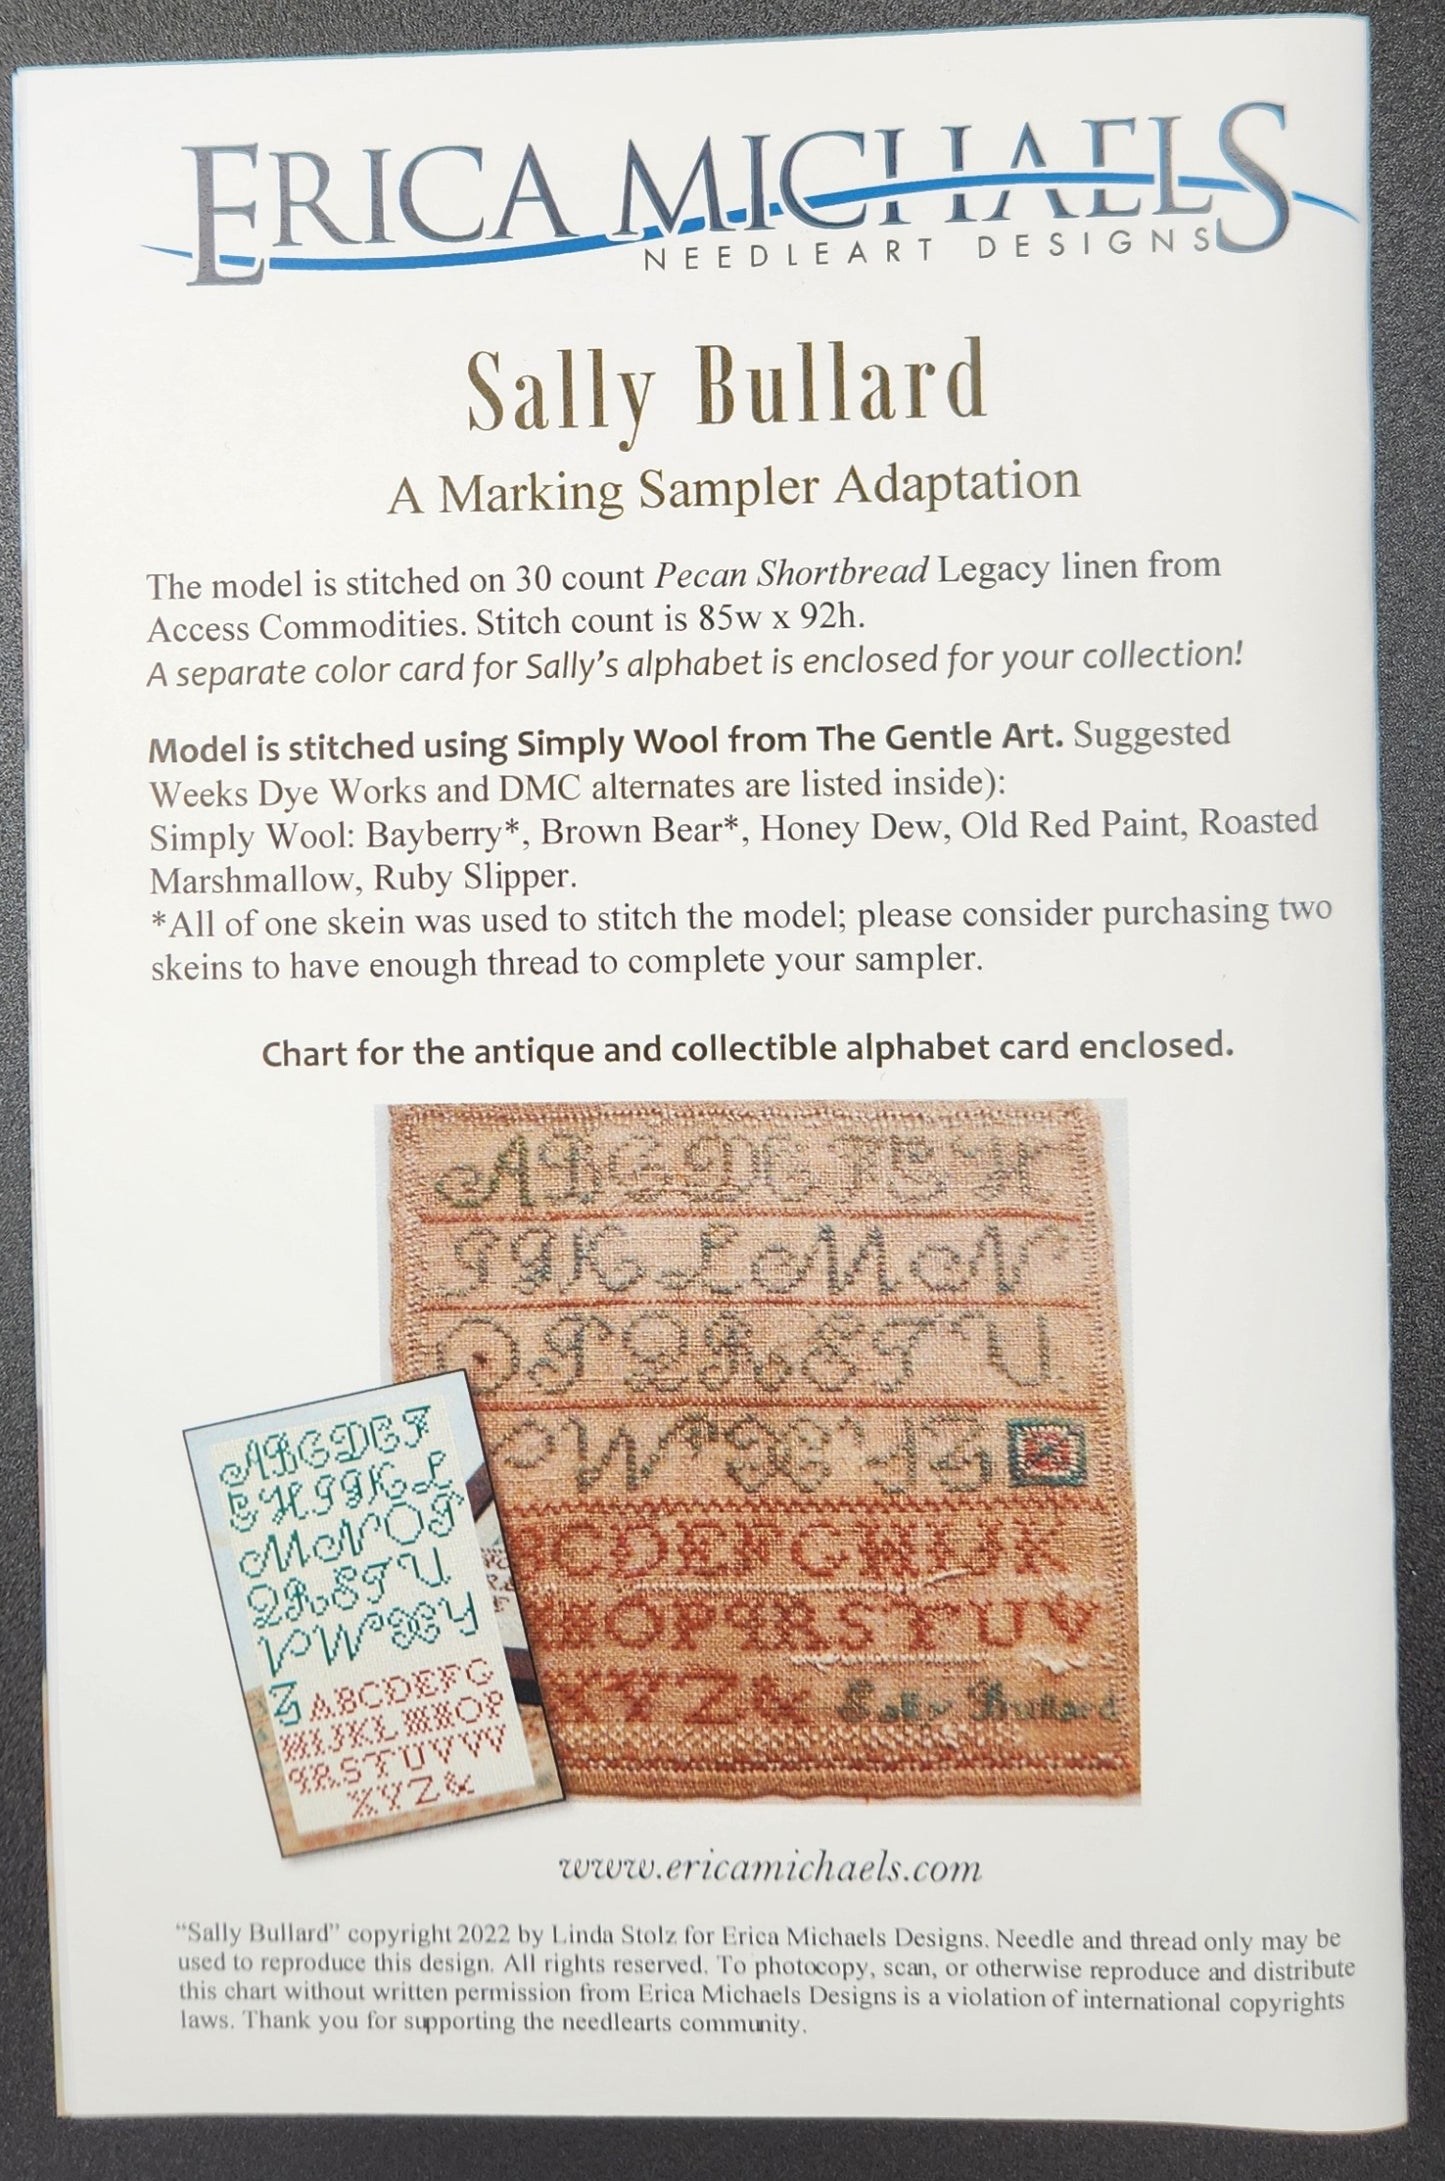 ERICA MICHAELS
NEEDLEART DESIGNS
Sally Bullard
A Marking Sampler Adaptation
The model is stitched on 30 count Pecan Shortbread Legacy linen from
Access Commodities. Stitch count is 85w x 92h.
A separate color card for Sally's alphabet is enclosed for your collection!
Model is stitched using Simply Wool from The Gentle Art. Suggested
Weeks Dye Works and DMC alternates are listed inside):
Simply Wool: Bayberry*, Brown Bear*, Honey Dew, Old Red Paint, Roasted
Marshmallow, Ruby Slipper.
*All of one skein was used to stitch the model; please consider purchasing two
skeins to have enough thread to complete your sampler.
Chart for the antique and collectible alphabet card enclosed.
A B C D E F G H
I J K L M N
O P Q R S T U
W X Y Z
B C D E F G H I J K
O P Q R S T U V
X Y Z & Sally Bullard
A B C D E F
G H I J K L
M N O P
Q R S T U
V W X Y
Z A B C D E F G
H I J K L M N O P
Q R S T U V W
X Y Z &
www.ericamichaels.com
“Sally Bullard” copyright 2022 by Linda Stolz for Erica Michaels Designs. Needle and thread only may be
used to reproduce this design. All rights reserved. To photocopy, scan, or otherwise reproduce and distribute
this chart without written permission from Erica Michaels Designs is a violation of international copyrights
laws. Thank you for supporting the needlearts community.